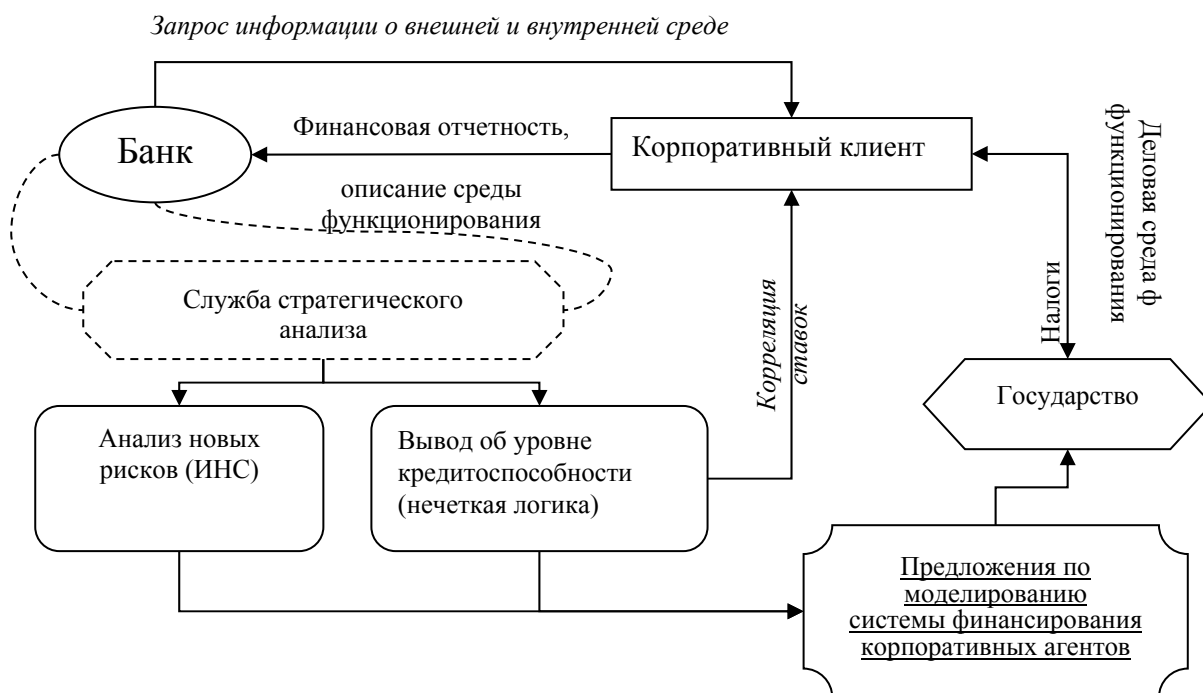 Запрос информации о внешней и внутренней среде
Банк
Финансовая отчетность,
Корпоративный клиент
описание среды
функционирования
Деловая среда ф
функционирования
Налоги
Служба стратегического
анализа
Корреляция
ставок
Государство
Анализ новых
рисков (ИНС)
Вывод об уровне
кредитоспособности
(нечеткая логика)
Предложения по
моделированию
системы финансирования
корпоративных агентов